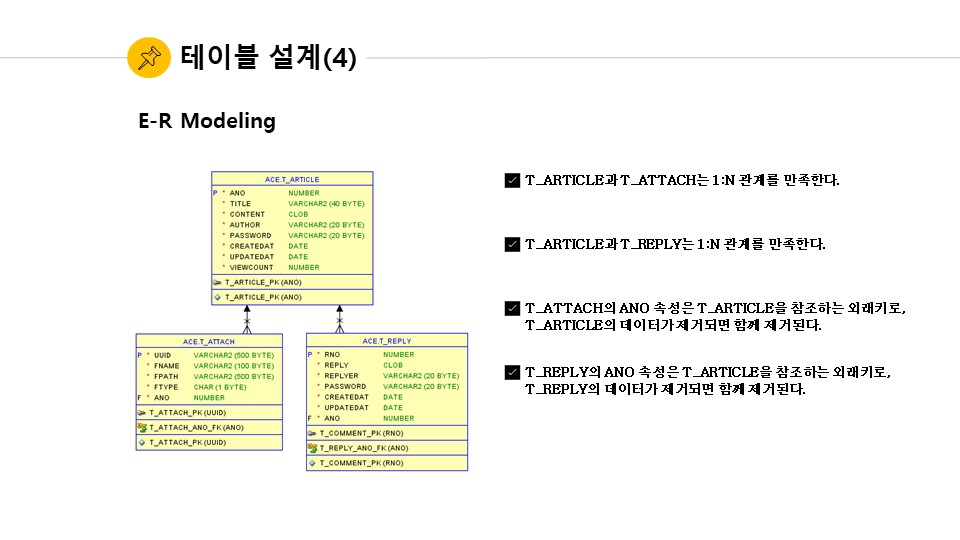 테이블 설계(4)
E-R Modeling
ACE.T_ARTICLE
P * ANO NUMBER
* TITLE VARCHAR2 (40 BYTE)
* CONTENT CLOB
* AUTHOR VARCHAR2 (20 BYTE)
* PASSWORD VARCHAR2 (20 BYTE)
* CREATEDAT DATE
* UPDATEDAT DATE
* VIEWCOUNT NUMBER
T_ARTICLE_PK (ANO)
T_ARTICLE_PK (ANO)
ACE.T_ATTACH
P * UUID VARCHAR2 (500 BYTE)
* FNAME VARCHAR2 (100 BYTE)
* FPATH VARCHAR2 (500 BYTE)
* FTYPE CHAR (1 BYTE)
F * ANO NUMBER
T_ATTACH_PK (UUID)
T_ATTACH_ANO_FK (ANO)
T_ATTACH_PK (UUID)
ACE.T_REPLY
P * RNO NUMBER
* REPLY CLOB
* REPLYER VARCHAR2 (20 BYTE)
* PASSWORD VARCHAR2 (20 BYTE)
* CREATEDAT DATE
* UPDATEDAT DATE
F * ANO NUMBER
T_COMMENT_PK (RNO)
T_REPLY_ANO_FK (ANO)
T_COMMENT_PK (RNO)
T_ARTICLE과 T_ATTACH는 1:N 관계를 만족한다.
T_ARTICLE과 T_REPLY는 1:N 관계를 만족한다.
T_ATTACH의 ANO 속성은 T_ARTICLE을 참조하는 외래키로,
T_ARTICLE의 데이터가 제거되면 함께 제거된다.
T_REPLY의 ANO 속성은 T_ARTICLE을 참조하는 외래키로,
T_REPLY의 데이터가 제거되면 함께 제거된다.